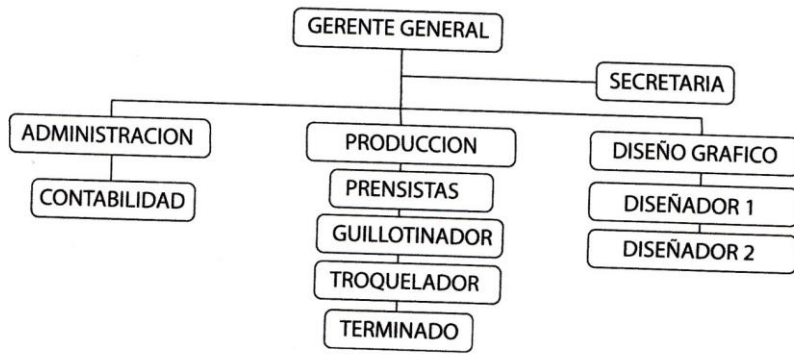 GERENTE GENERAL
SECRETARIA
ADMINISTRACION
CONTABILIDAD
PRODUCCION
PRENSISTAS
GUILLOTINADOR
TROQUELADOR
TERMINADO
DISEÑO GRAFICO
DISEÑADOR 1
DISEÑADOR 2